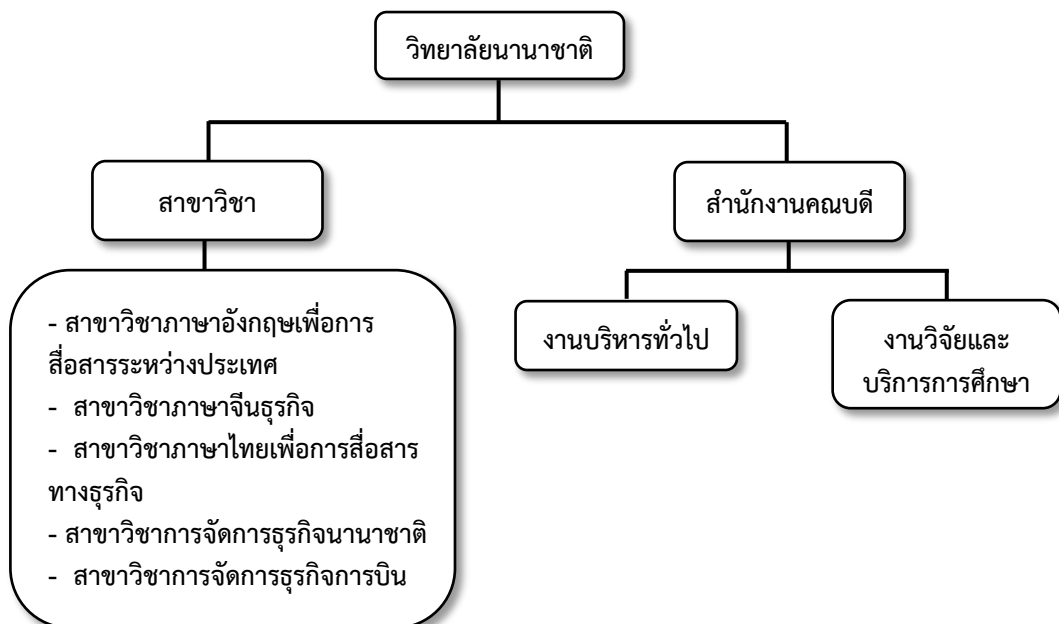 วิทยาลัยนานาชาติ
สาขาวิชา
สำนักงานคณบดี
- สาขาวิชาภาษาอังกฤษเพื่อการ
สื่อสารระหว่างประเทศ
- สาขาวิชาภาษาจีนธุรกิจ
- สาขาวิชาภาษาไทยเพื่อการสื่อสาร
ทางธุรกิจ
- สาขาวิชาการจัดการธุรกิจนานาชาติ
- สาขาวิชาการจัดการธุรกิจการบิน
งานบริหารทั่วไป
งานวิจัยและ
บริการการศึกษา